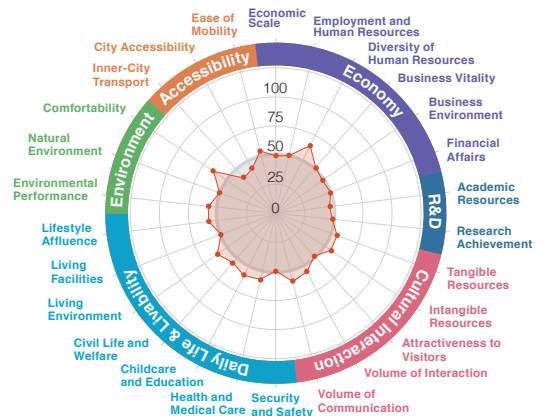 Economic
Scale
Employment and
Human Resources
Diversity of
Human Resources
Business Vitality
Business
Environment
Financial
Affairs
Academic
Resources
Research
Achievement
Tangible
Resources
Intangible
Resources
Attractiveness to
Visitors
Volume of Interaction
Volume of
Communication
Security
and Safety
Health and
Medical Care
Childcare
and Education
Civil Life and
Welfare
Living
Environment
Living
Facilities
Lifestyle
Affluence
Environmental
Performance
Natural
Environment
Comfortability
Inner-City
Transport
City Accessibility
Ease of
Mobility
Economy
R&D
Cultural Interaction
Daily Life & Livability
Environment
Accessibility
100
75
50
25
0